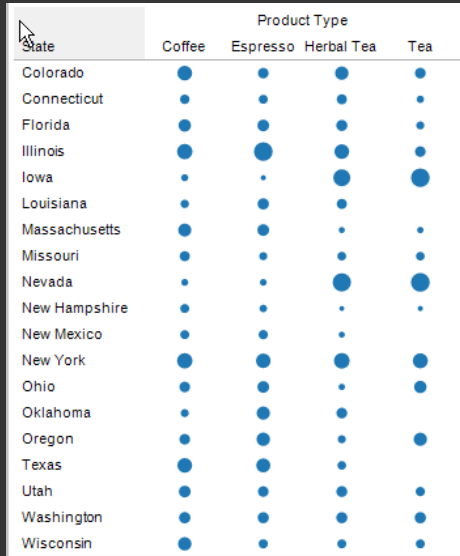 Product Type
State Coffee Espresso Herbal Tea Tea
Colorado
Connecticut
Florida
Illinois
Iowa
Louisiana
Massachusetts
Missouri
Nevada
New Hampshire
New Mexico
New York
Ohio
Oklahoma
Oregon
Texas
Utah
Washington
Wisconsin